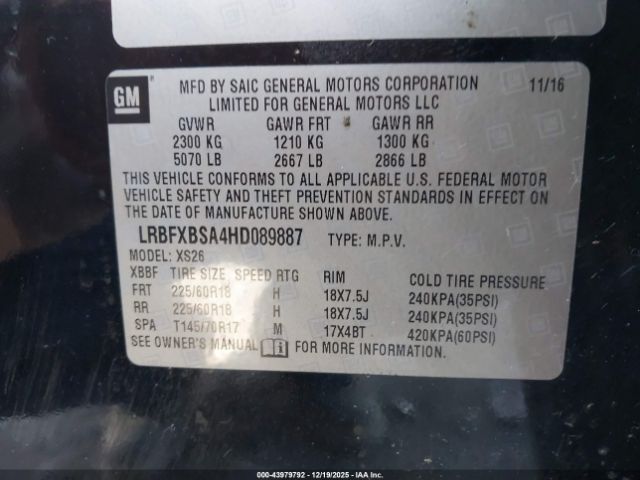 GM
MFD BY SAIC GENERAL MOTORS CORPORATION 11/16
LIMITED FOR GENERAL MOTORS LLC
GVWR GAWR FRT GAWR RR
2300 KG 1210 KG 1300 KG
5070 LB 2667 LB 2866 LB
THIS VEHICLE CONFORMS TO ALL APPLICABLE U.S. FEDERAL MOTOR
VEHICLE SAFETY AND THEFT PREVENTION STANDARDS IN EFFECT ON
THE DATE OF MANUFACTURE SHOWN ABOVE.
LRBFXBSA4HD089887 TYPE: M.P.V.
MODEL: XS26
XBBF TIRE SIZE SPEED RTG RIM COLD TIRE PRESSURE
FRT 225/60R18 H 18X7.5J 240KPA(35PSI)
RR 225/60R18 H 18X7.5J 240KPA(35PSI)
SPA T145/70R17 M 17X4BT 420KPA(60PSI)
SEE OWNER'S MANUAL FOR MORE INFORMATION.
000-43979792 - 12/19/2025 - IAAI.COM